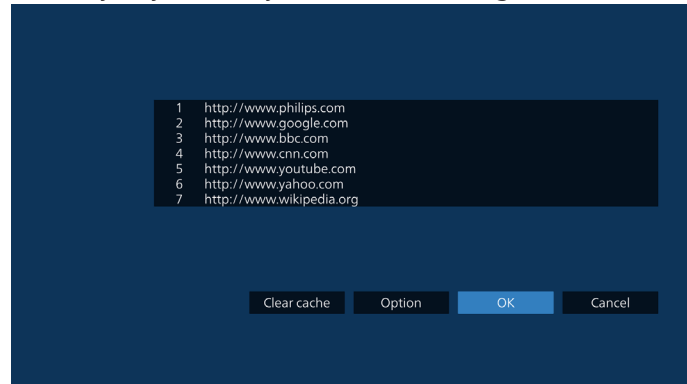 1 http://www.philips.com
2 http://www.google.com
3 http://www.bbc.com
4 http://www.cnn.com
5 http://www.youtube.com
6 http://www.yahoo.com
7 http://www.wikipedia.org
Clear cache Option OK Cancel